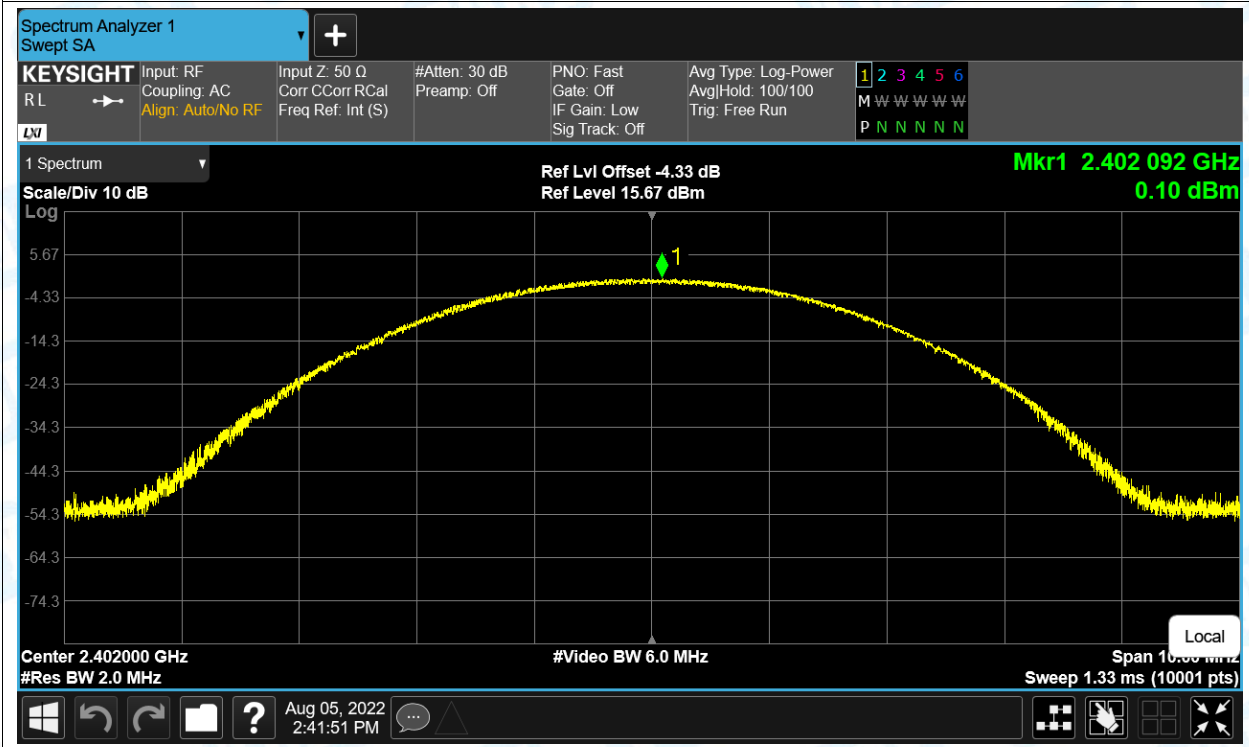 Spectrum Analyzer 1
Swept SA
KEYSIGHT
R L
LXI
Input: RF
Coupling: AC
Align: Auto/No RF
Input Z: 50 Ω
Corr CCorr RCal
Freq Ref: Int (S)
#Atten: 30 dB
Preamp: Off
PNO: Fast
Gate: Off
IF Gain: Low
Sig Track: Off
Avg Type: Log-Power
Avg|Hold: 100/100
Trig: Free Run
1 2 3 4 5 6
M W W W W W
P N N N N N
1 Spectrum
Scale/Div 10 dB
Log
Ref Lvl Offset -4.33 dB
Ref Level 15.67 dBm
Mkr1 2.402 092 GHz
0.10 dBm
1
5.67
-4.33
-14.3
-24.3
-34.3
-44.3
-54.3
-64.3
-74.3
Local
Center 2.402000 GHz
#Video BW 6.0 MHz
Span 10.00 MHz
#Res BW 2.0 MHz
Sweep 1.33 ms (10001 pts)
?
Aug 05, 2022
2:41:51 PM